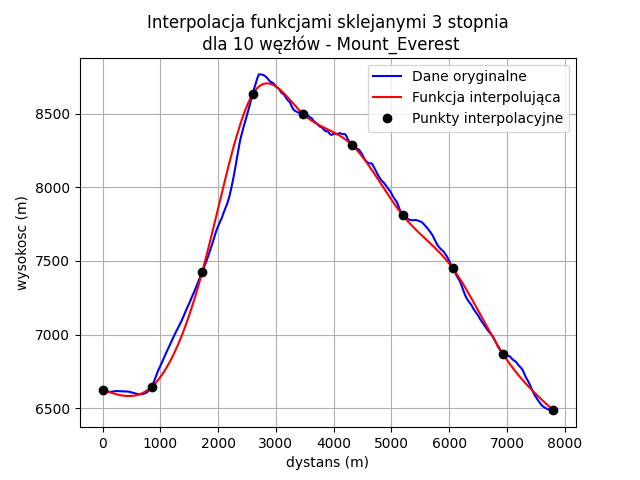 Interpolacja funkcjami sklejanymi 3 stopnia
dla 10 węzłów - Mount_Everest
Dane oryginalne
Funkcja interpolująca
Punkty interpolacyjne
wysokosc (m)
8500
8000
7500
7000
6500
0 1000 2000 3000 4000 5000 6000 7000 8000
dystans (m)